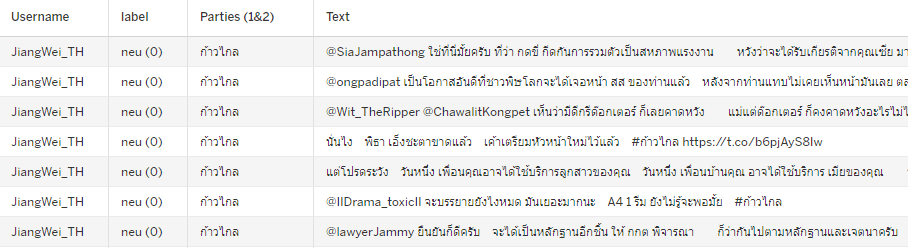 Username label Parties (1&2) Text
JiangWei_TH neu (0) ก้าวไกล @SiaJampathong ใช่ที่นี่มั้ยครับ ที่ว่า กดขี่ กีดกันการรวมตัวเป็นสหภาพแรงงาน หวังว่าจะได้รับเกียรติจากคุณเซีย มา
JiangWei_TH neu (0) ก้าวไกล @ongpadipat เป็นโอกาสอันดีที่ชาวพิษโลกจะได้เจอหน้า สส ของท่านแล้ว หลังจากท่านแทบไม่เคยเห็นหน้ามันเลย ตล
JiangWei_TH neu (0) ก้าวไกล @Wit_TheRipper @ChawalitKongpet เห็นว่ามีดีกรีด๊อกเตอร์ ก็เลยคาดหวัง แม่แต่ด๊อกเตอร์ ก็คงคาดหวังอะไรไม่ไ
JiangWei_TH neu (0) ก้าวไกล นั่นไง พิธา เอ็งชะตาขาดแล้ว เค้าเตรียมหัวหน้าใหม่ไว้แล้ว #ก้าวไกล https://t.co/b6pjAyS8lw
JiangWei_TH neu (0) ก้าวไกล แต่โปรดระวัง วันหนึ่ง เพื่อนคุณอาจได้ใช้บริการลูกสาวของคุณ วันหนึ่ง เพื่อนบ้านคุณ อาจได้ใช้บริการ เมียของคุณ
JiangWei_TH neu (0) ก้าวไกล @IIDrama_toxicII จะบรรยายยังไงหมด มันเยอะมากนะ A4 1 ริม ยังไม่รู้จะพอมั้ย #ก้าวไกล
JiangWei_TH neu (0) ก้าวไกล @lawyerJammy ยืนยันก็ดีครับ จะได้เป็นหลักฐานอีกชิ้น ให้ กกต พิจารณา ก็ว่ากันไปตามหลักฐานและเจตนาครับ